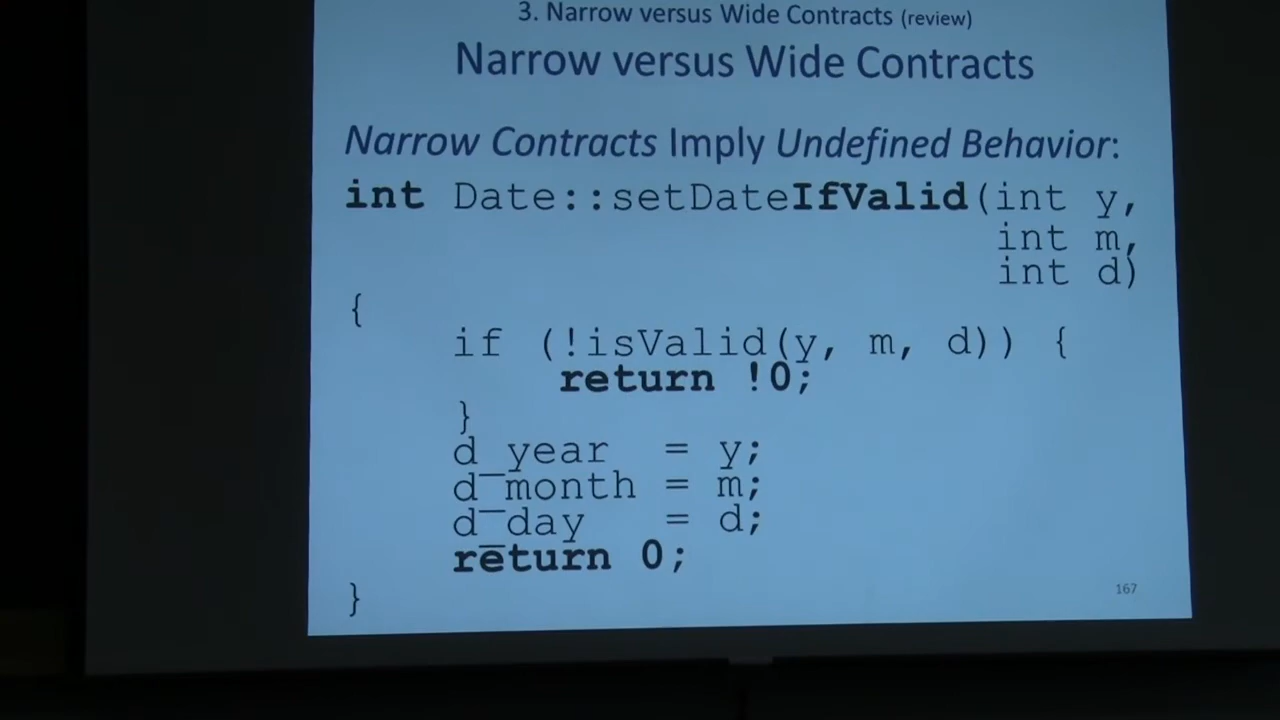 3. Narrow versus Wide Contracts (review)
Narrow versus Wide Contracts
Narrow Contracts Imply Undefined Behavior:
int Date::setDateIfValid(int y,
int m,
int d)
{
if (!isValid(y, m, d)) {
return !0;
}
d_year = y;
d_month = m;
d_day = d;
return 0;
}
167